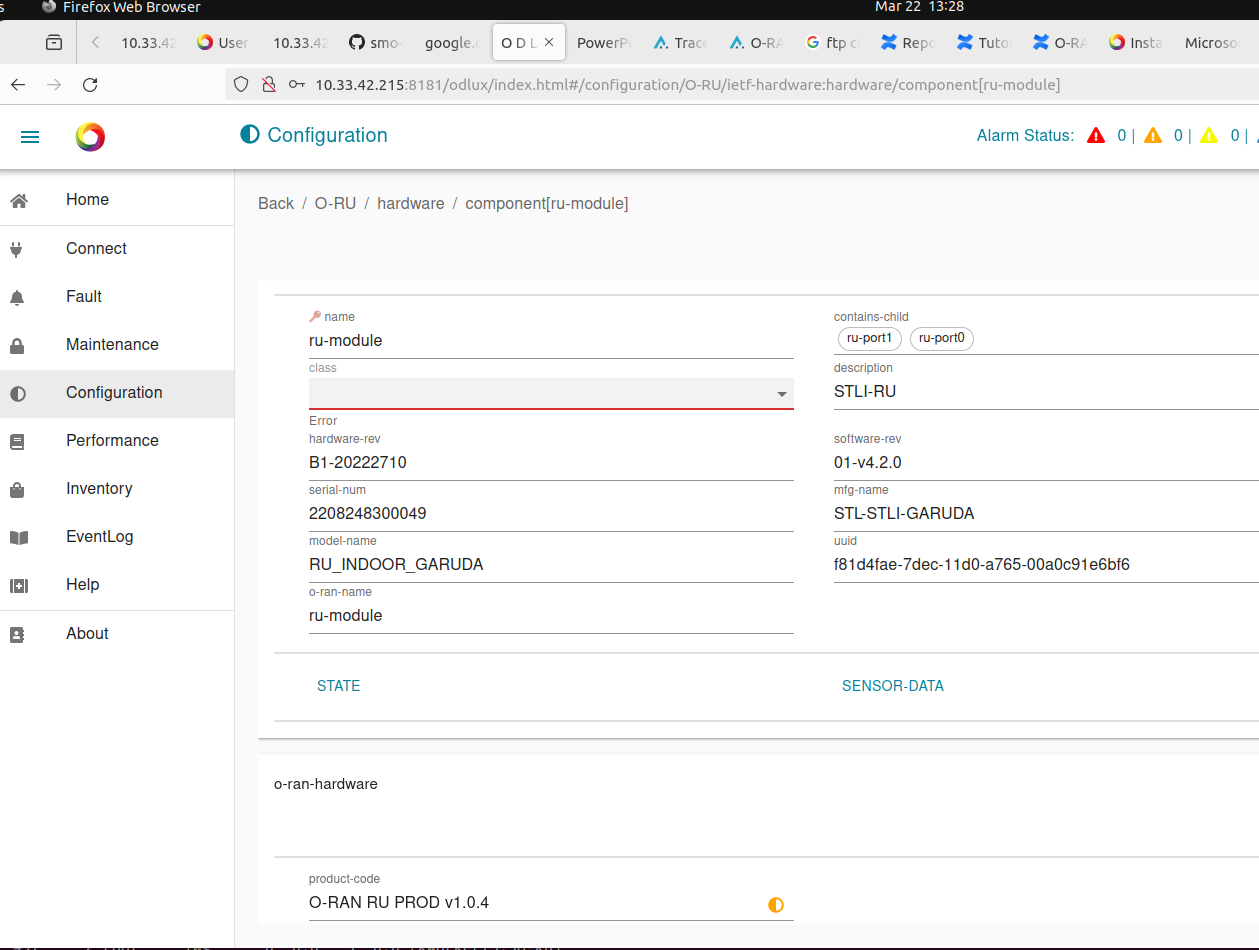 Firefox Web Browser Mar 22 13:28
10.33.42 User 10.33.42 smo- google.c O D L PowerPo Trace O-RA ftp cl Repo Tuto O-RA Insta Microso
10.33.42.215:8181/odlux/index.html#/configuration/O-RU/ietf-hardware:hardware/component[ru-module]
Configuration Alarm Status: 0 | 0 | 0 |
Home
Connect
Fault
Maintenance
Configuration
Performance
Inventory
EventLog
Help
About
Back / O-RU / hardware / component[ru-module]
name
ru-module
contains-child
ru-port1 ru-port0
class
Error
description
STLI-RU
hardware-rev
B1-20222710
software-rev
01-v4.2.0
serial-num
2208248300049
mfg-name
STL-STLI-GARUDA
model-name
RU_INDOOR_GARUDA
uuid
f81d4fae-7dec-11d0-a765-00a0c91e6bf6
o-ran-name
ru-module
STATE SENSOR-DATA
o-ran-hardware
product-code
O-RAN RU PROD v1.0.4